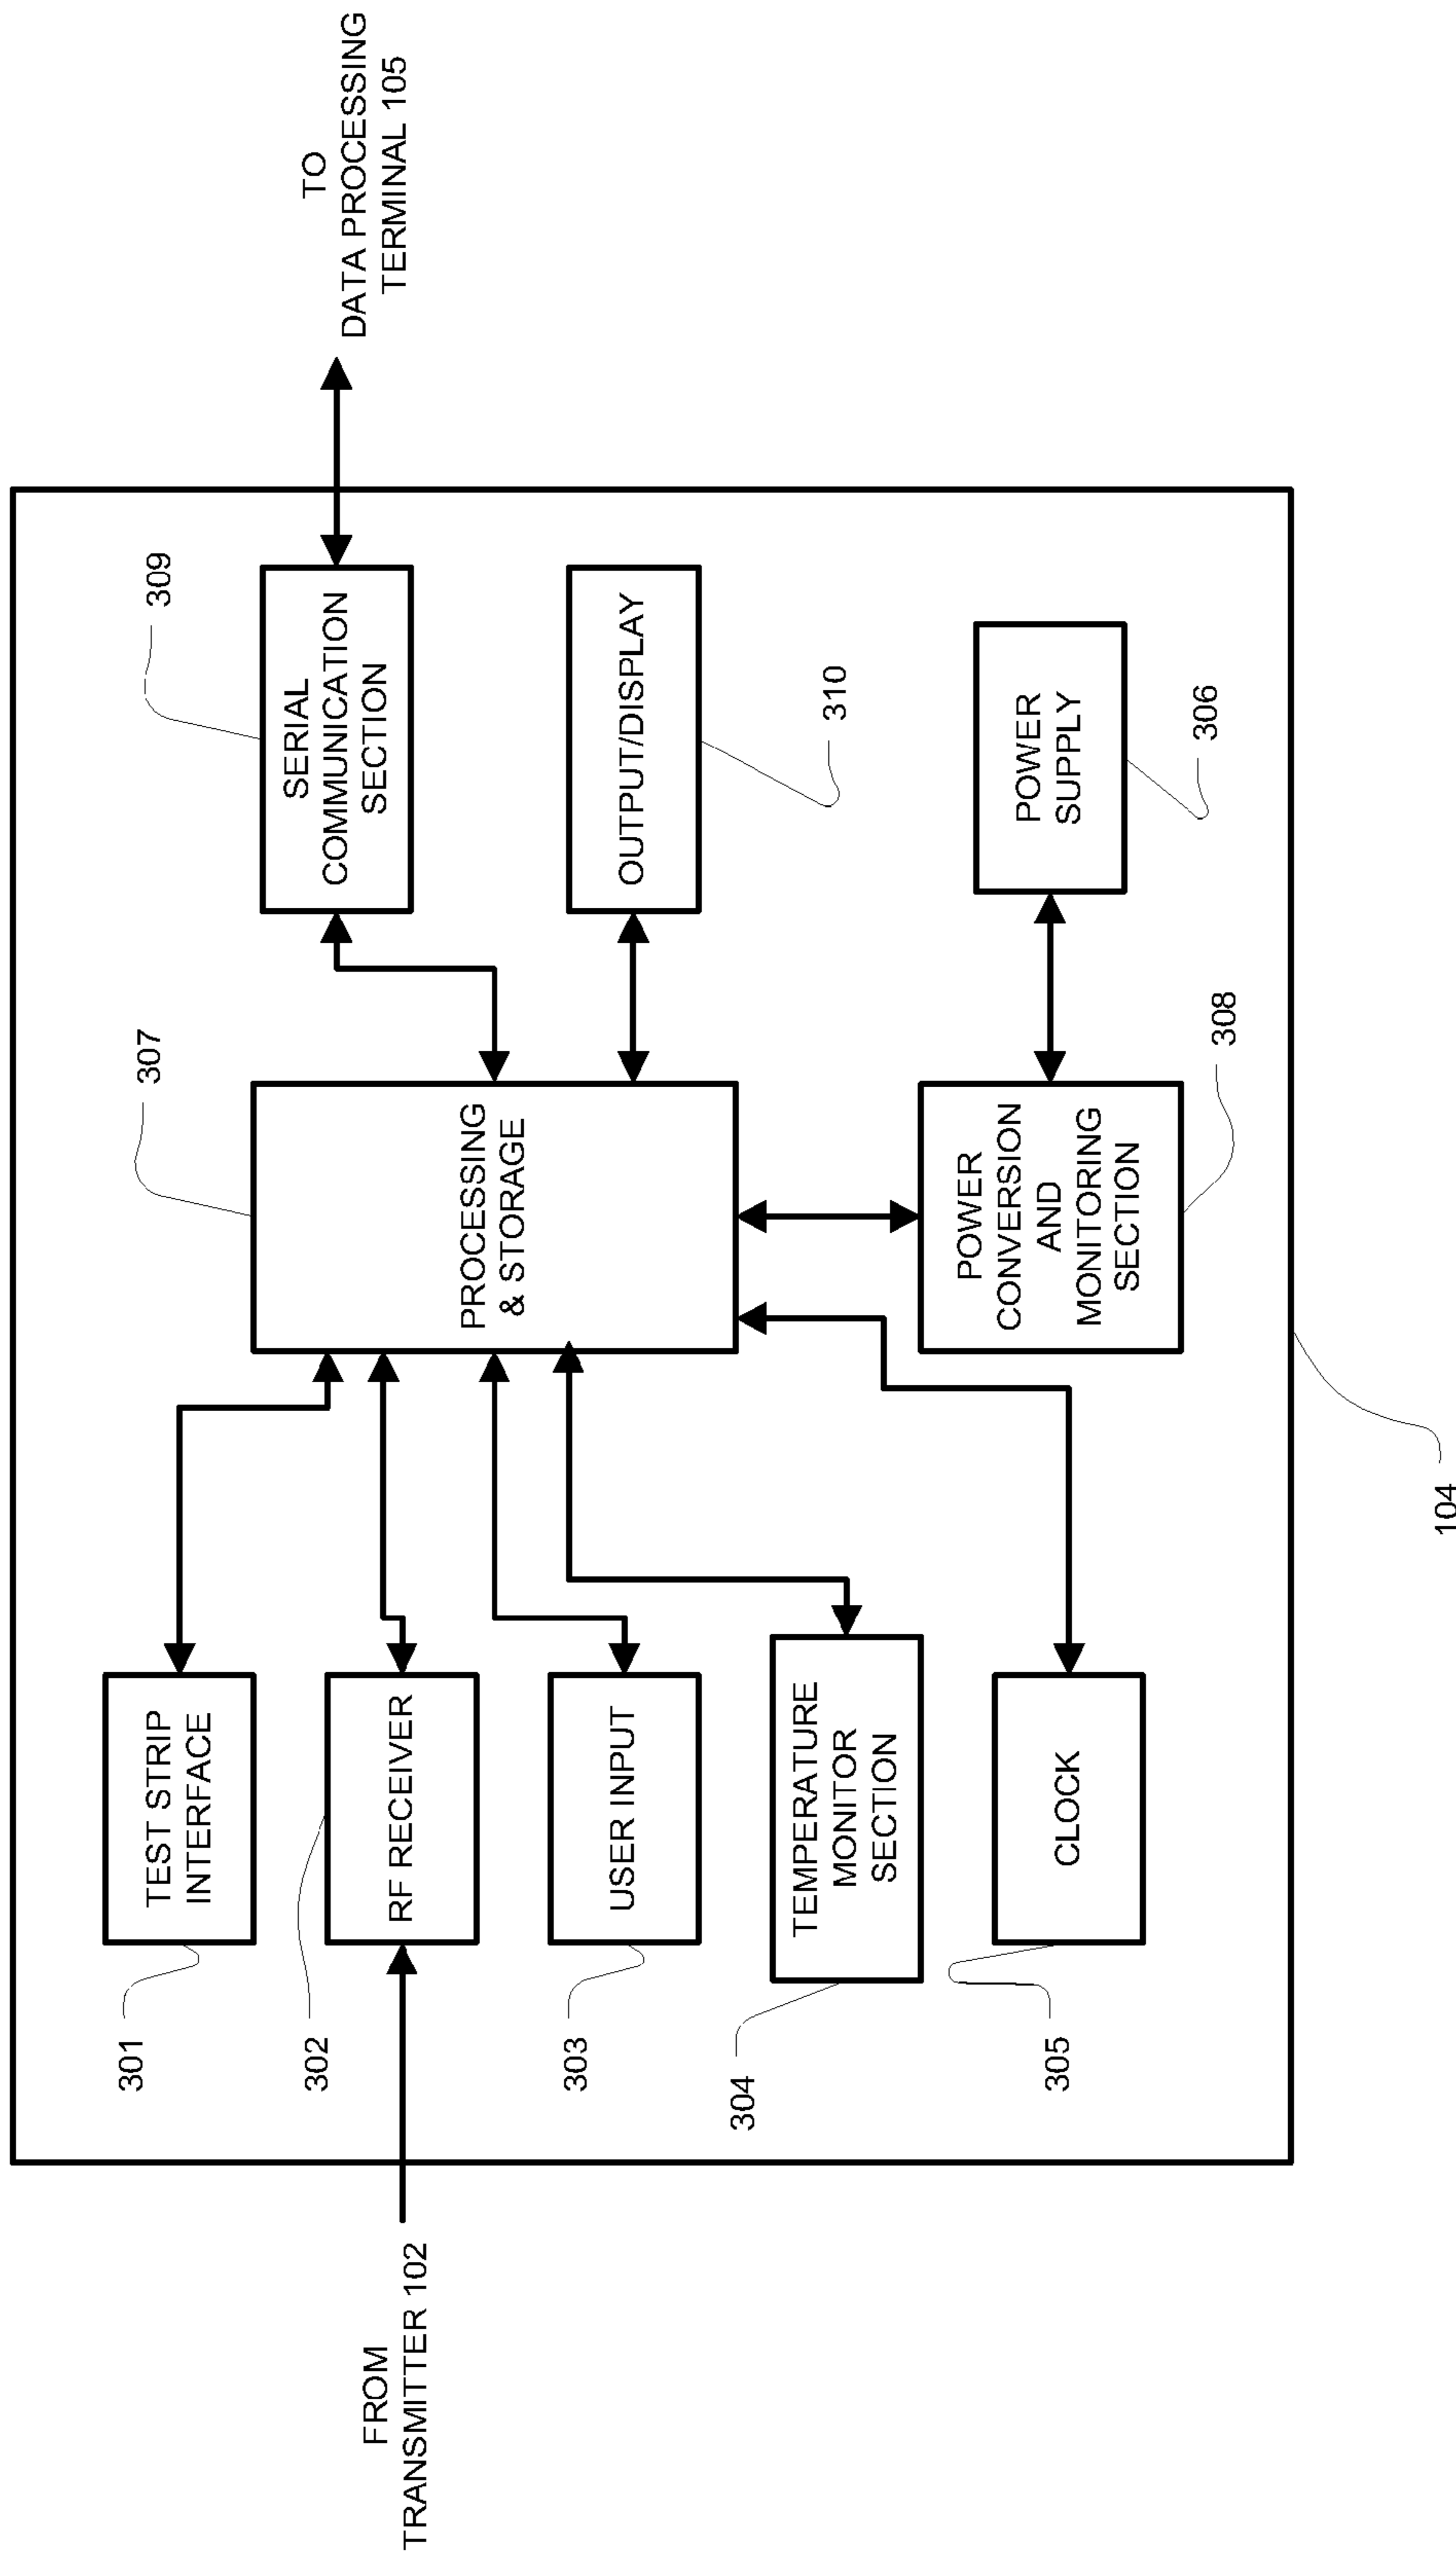 301
TEST STRIP
INTERFACE
307
309
SERIAL
COMMUNICATION
SECTION
TO
DATA PROCESSING
TERMINAL 105
FROM
TRANSMITTER 102
302
RF RECEIVER
PROCESSING
& STORAGE
303
USER INPUT
OUTPUT/DISPLAY
310
304
TEMPERATURE
MONITOR
SECTION
305
CLOCK
POWER
CONVERSION
AND
MONITORING
SECTION
308
POWER
SUPPLY
306
104